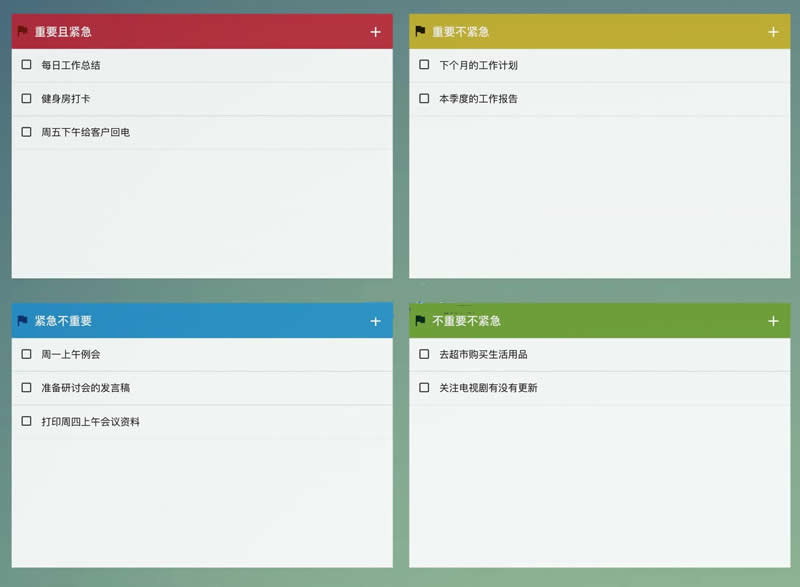 重要且紧急
每日工作总结
健身房打卡
周五下午给客户回电
重要不紧急
下个月的工作计划
本季度的工作报告
紧急不重要
周一上午例会
准备研讨会的发言稿
打印周四上午会议资料
不重要不紧急
去超市购买生活用品
关注电视剧有没有更新